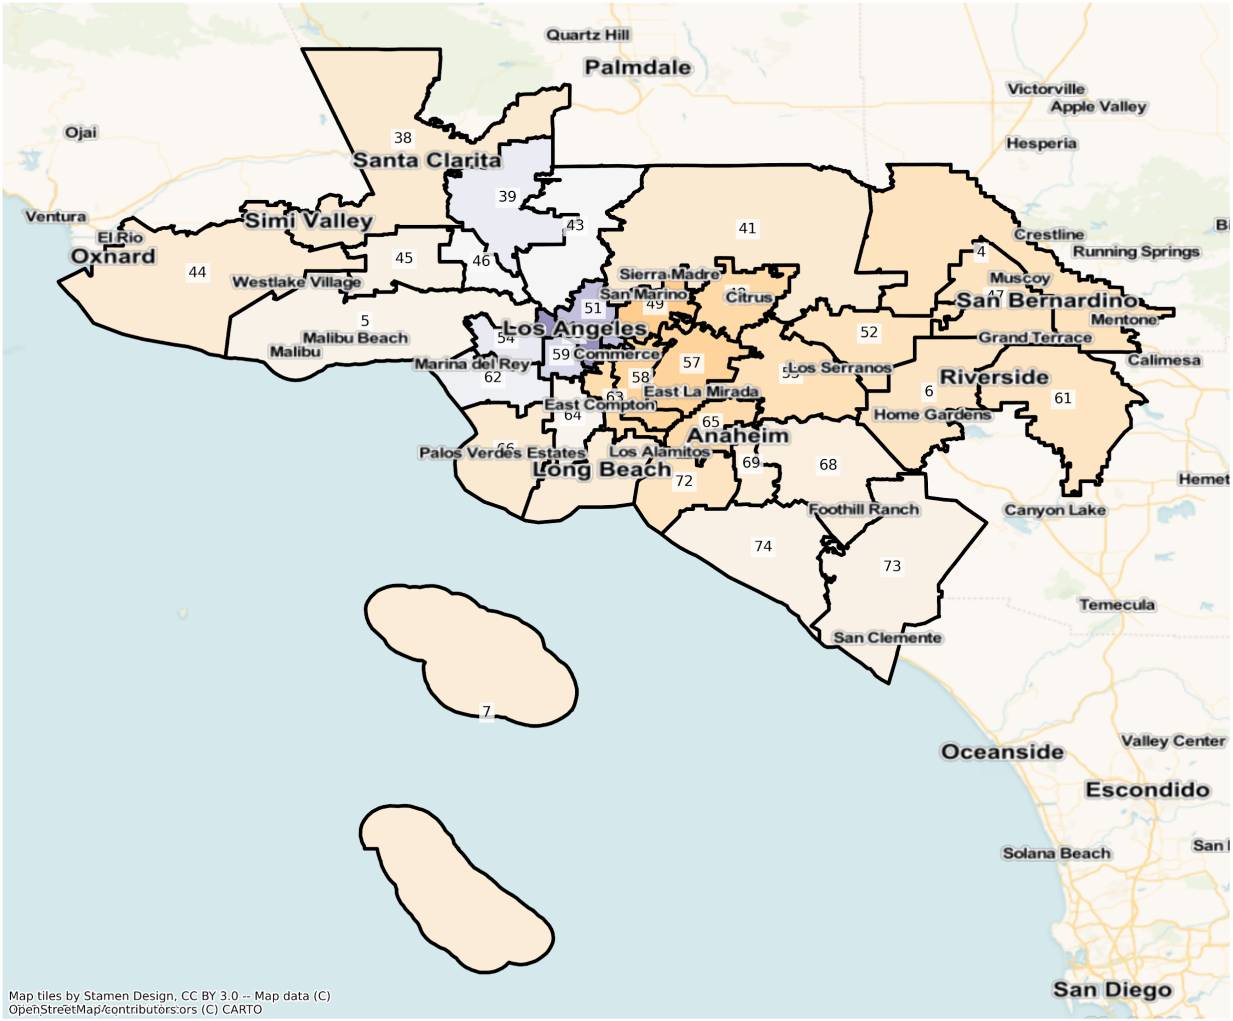 Quartz Hill
Palmdale
Victorville
Apple Valley
Ojai
38
Hesperia
Santa Clarita
39
Ventura
Simi Valley
43
41
El Rio
Crestline
Oxnard
45
46
4
Running Springs
44
Westlake Village
Sierra Madre
Muscoy
San Marino
Citrus
49
47
San Bernardino
51
5
Los Angeles
52
Mentone
Malibu Beach
54
Grand Terrace
Malibu
59
Commerce
Marina del Rey
57
Los Serranos
Calimesa
62
58
Riverside
East La Mirada
6
61
63
East Compton
64
Home Gardens
65
Anaheim
66
Palos Verdes Estates
Los Alamitos
69
68
Long Beach
72
Hemet
Foothill Ranch
Canyon Lake
74
73
Temecula
San Clemente
7
Valley Center
Oceanside
Escondido
Solana Beach
San Diego
Map tiles by Stamen Design, CC BY 3.0 -- Map data (C)
OpenStreetMap contributors (C) CARTO